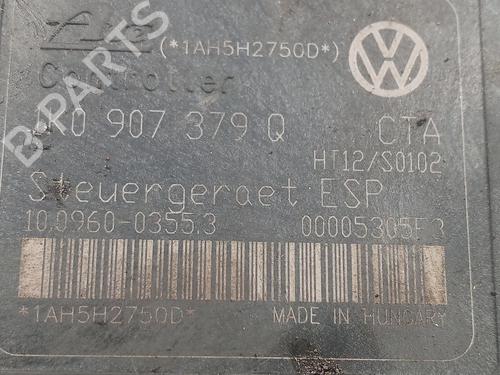 Ate (*1AH5H2750D*)
Controller
1K0 907 379 Q CTA
HT12/S0102
Steuergeraet ESP
10.0960-0355.3 00005305E3
*1AH5H2750D* MADE IN HUNGARY